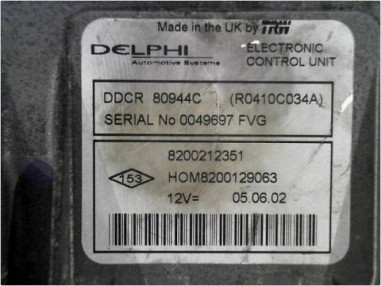 Made in the UK by TRW
DELPHI
Automotive Systems
ELECTRONIC
CONTROL UNIT
DDCR 80944C (R0410C034A)
SERIAL No 0049697 FVG
8200212351
153 HOM8200129063
12V= 05.06.02